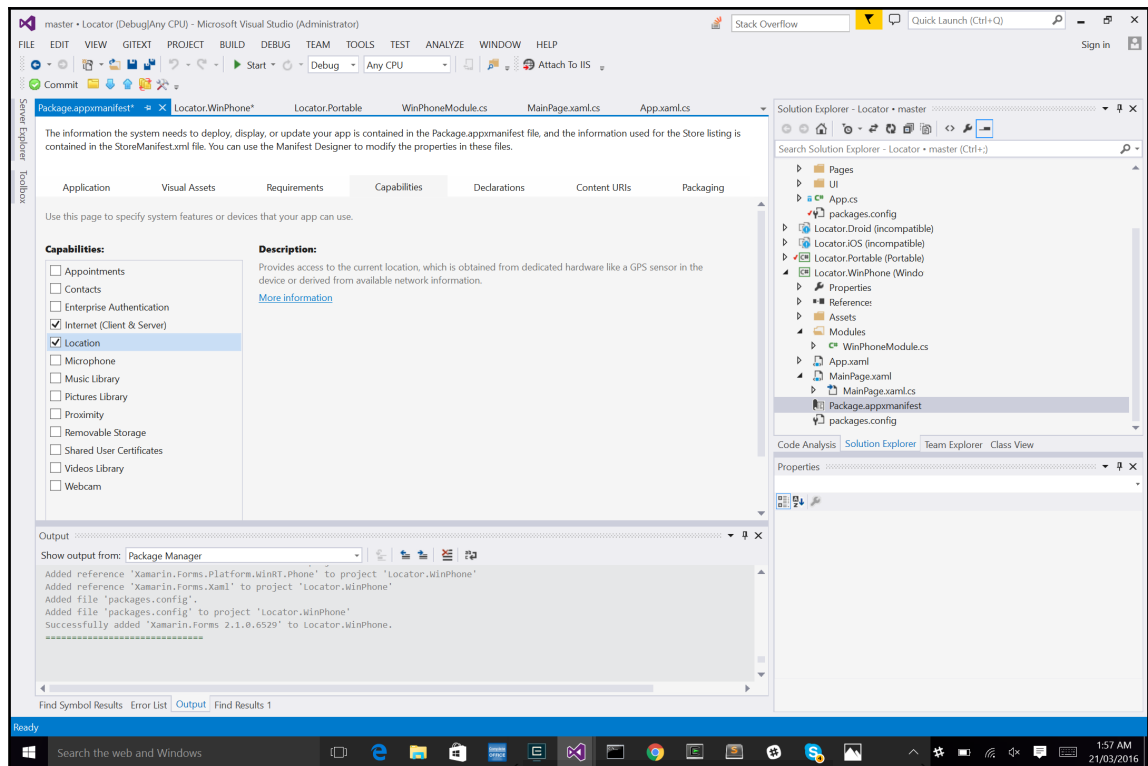 master • Locator (Debug|Any CPU) - Microsoft Visual Studio (Administrator)
Stack Overflow
Quick Launch (Ctrl+Q)
FILE EDIT VIEW GITEXT PROJECT BUILD DEBUG TEAM TOOLS TEST ANALYZE WINDOW HELP
Sign in
Start Debug Any CPU Attach To IIS
Commit
Server Explorer
Toolbox
Package.appxmanifest* Locator.WinPhone* Locator.Portable WinPhoneModule.cs MainPage.xaml.cs App.xaml.cs
The information the system needs to deploy, display, or update your app is contained in the Package.appxmanifest file, and the information used for the Store listing is
contained in the StoreManifest.xml file. You can use the Manifest Designer to modify the properties in these files.
Application Visual Assets Requirements Capabilities Declarations Content URIs Packaging
Use this page to specify system features or devices that your app can use.
Capabilities:
Appointments
Contacts
Enterprise Authentication
Internet (Client & Server)
Location
Microphone
Music Library
Pictures Library
Proximity
Removable Storage
Shared User Certificates
Videos Library
Webcam
Description:
Provides access to the current location, which is obtained from dedicated hardware like a GPS sensor in the
device or derived from available network information.
More information
Output
Show output from: Package Manager
Added reference 'Xamarin.Forms.Platform.WinRT.Phone' to project 'Locator.WinPhone'
Added reference 'Xamarin.Forms.Xaml' to project 'Locator.WinPhone'
Added file 'packages.config'.
Added file 'packages.config' to project 'Locator.WinPhone'
Successfully added 'Xamarin.Forms 2.1.0.6529' to Locator.WinPhone.
==============================
Find Symbol Results Error List Output Find Results 1
Solution Explorer - Locator • master
Search Solution Explorer - Locator • master (Ctrl+;)
Pages
UI
C# App.cs
packages.config
Locator.Droid (incompatible)
Locator.iOS (incompatible)
C# Locator.Portable (Portable)
C# Locator.WinPhone (Windo
Properties
References
Assets
Modules
C# WinPhoneModule.cs
App.xaml
MainPage.xaml
MainPage.xaml.cs
Package.appxmanifest
packages.config
Code Analysis Solution Explorer Team Explorer Class View
Properties
Ready
Search the web and Windows
1:57 AM
21/03/2016